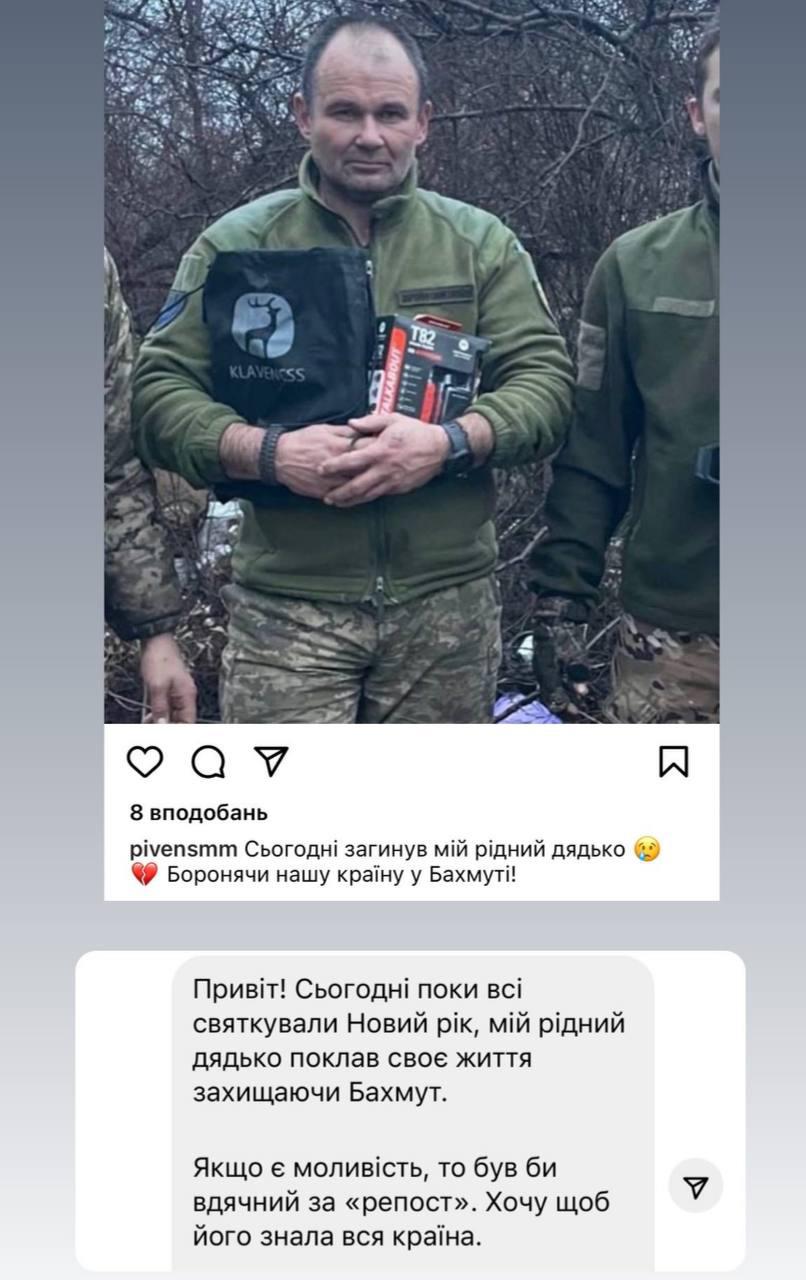 KLAVENESS
T82
TALKABOUT
8 вподобань
pivensmm Сьогодні загинув мій рідний дядько 😢
💔 Боронячи нашу країну у Бахмуті!
Привіт! Сьогодні поки всі
святкували Новий рік, мій рідний
дядько поклав своє життя
захищаючи Бахмут.
Якщо є моливість, то був би
вдячний за «репост». Хочу щоб
його знала вся країна.